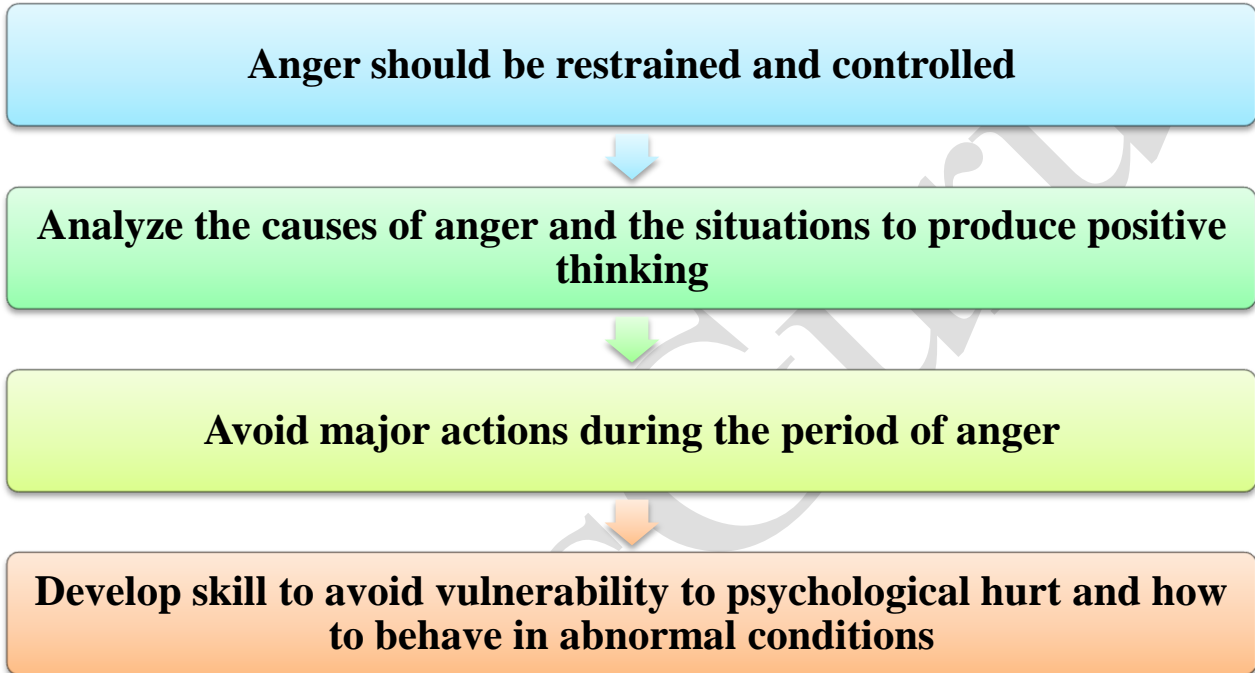 Anger should be restrained and controlled
Analyze the causes of anger and the situations to produce positive
thinking
Avoid major actions during the period of anger
Develop skill to avoid vulnerability to psychological hurt and how
to behave in abnormal conditions